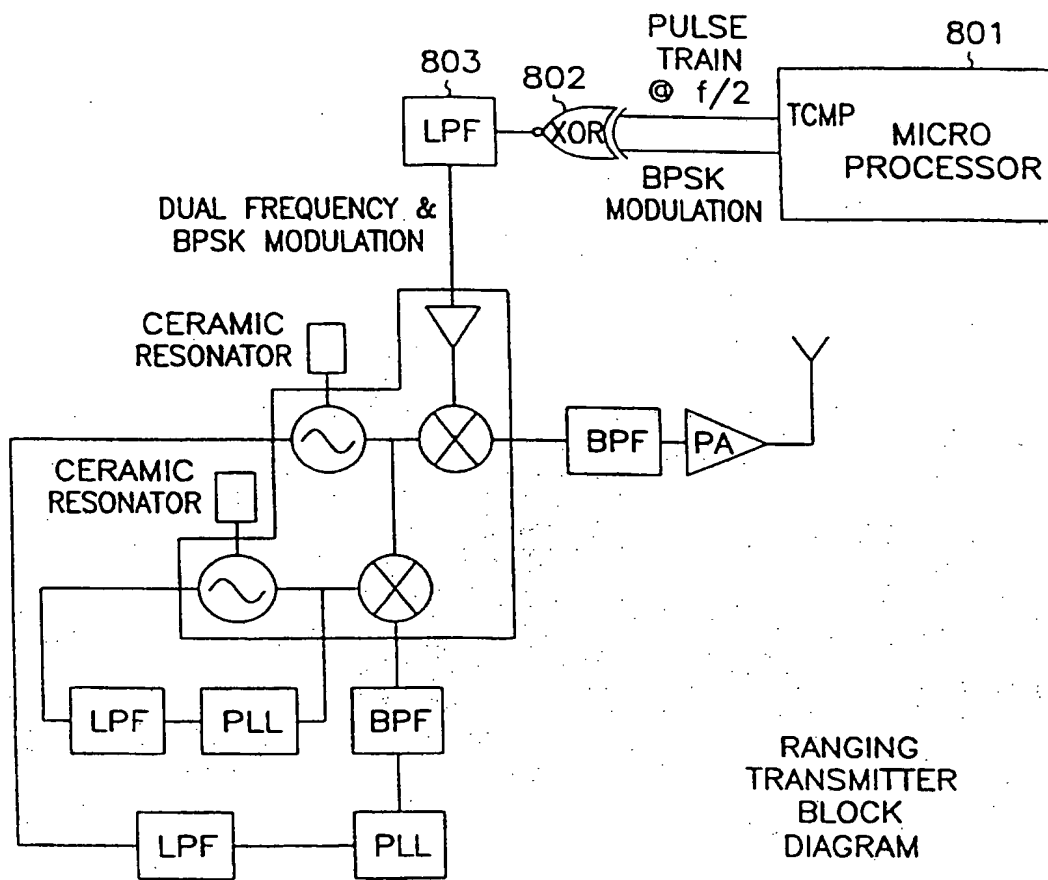 PULSE
TRAIN
@ f/2
801
803
802
LPF
XOR
TCMP
MICRO
PROCESSOR
BPSK
MODULATION
DUAL FREQUENCY &
BPSK MODULATION
CERAMIC
RESONATOR
BPF
PA
CERAMIC
RESONATOR
LPF
PLL
BPF
LPF
PLL
RANGING
TRANSMITTER
BLOCK
DIAGRAM